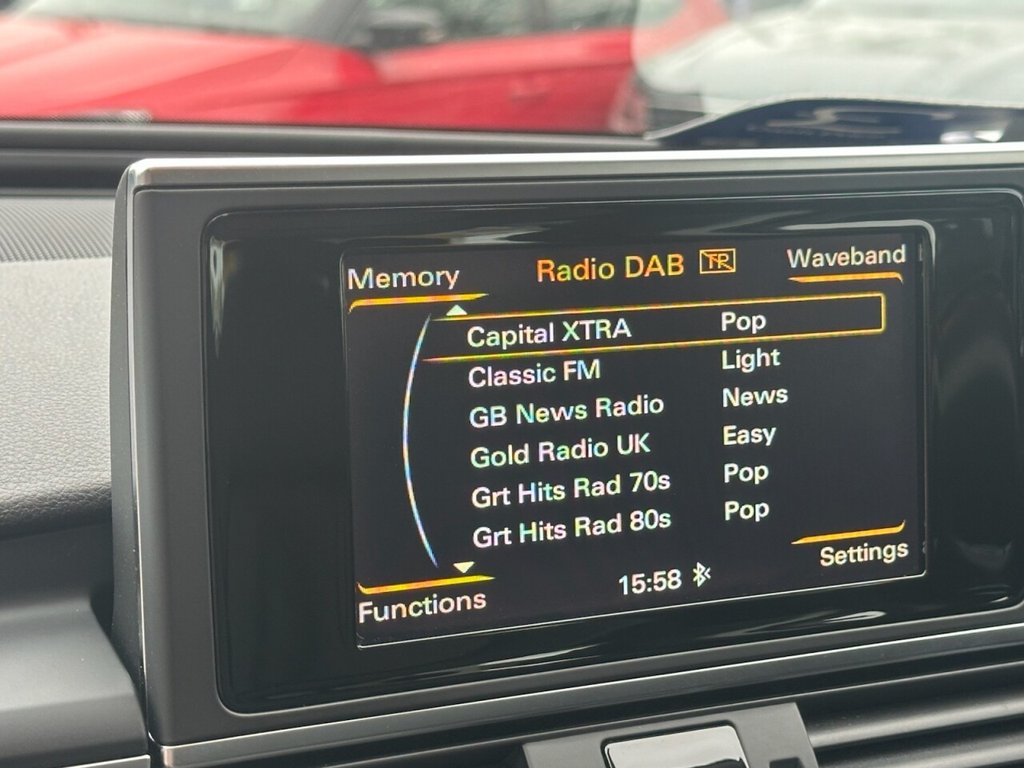 Memory Radio DAB TP Waveband
Capital XTRA Pop
Classic FM Light
GB News Radio News
Gold Radio UK Easy
Grt Hits Rad 70s Pop
Grt Hits Rad 80s Pop
Functions 15:58 Settings